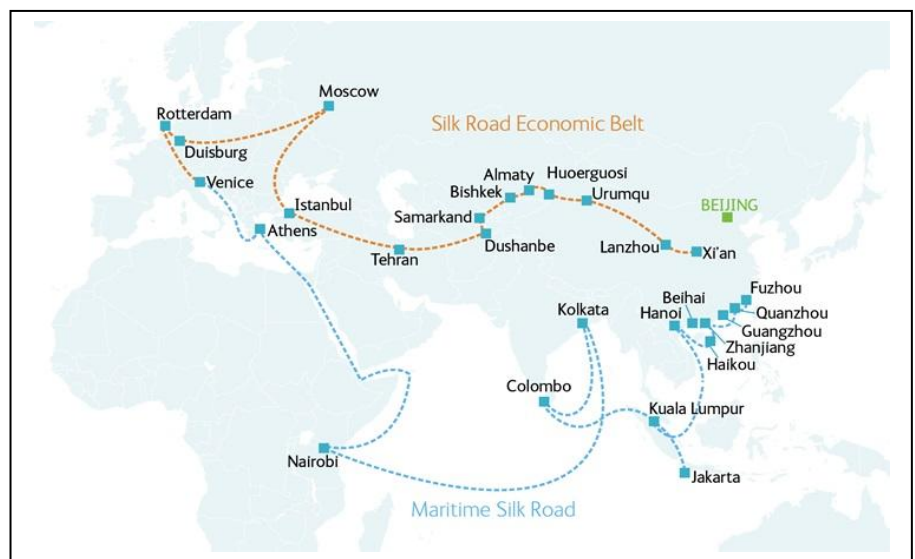 Moscow
Rotterdam
Silk Road Economic Belt
Duisburg
Almaty
Huoerguosi
Venice
Bishkek
Urumqu
Istanbul
BEIJING
Samarkand
Athens
Dushanbe
Lanzhou
Xi'an
Tehran
Fuzhou
Beihai
Kolkata
Hanoi
Quanzhou
Guangzhou
Zhanjiang
Haikou
Colombo
Kuala Lumpur
Nairobi
Jakarta
Maritime Silk Road